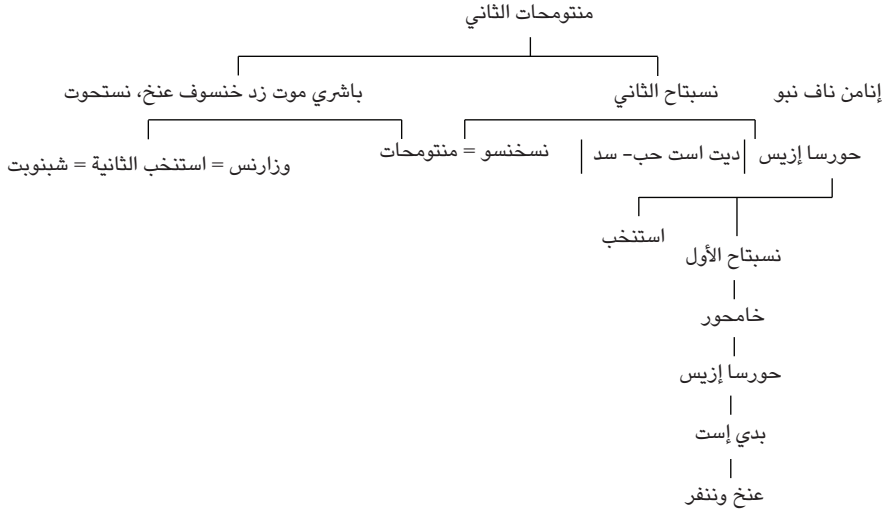 منتومحات الثاني
إنامن ناف نبو نسبتاح الثاني باشري موت زد خنسوف عنخ، نستحوت
حورسا إزيس ديت است حب– سد نسخنسو = منتومحات وزارنس = استنخب الثانية = شبنوبت
استنخب
نسبتاح الأول
خامحور
حورسا إزيس
بدي إست
عنخ وننفر